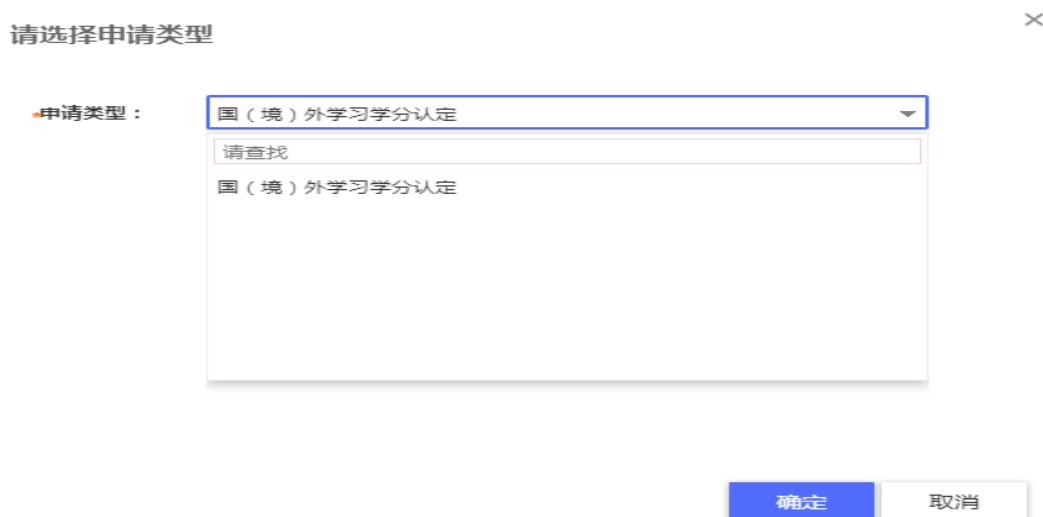 ×
请选择申请类型
*申请类型：
国（境）外学习学分认定
请查找
国（境）外学习学分认定
确定
取消